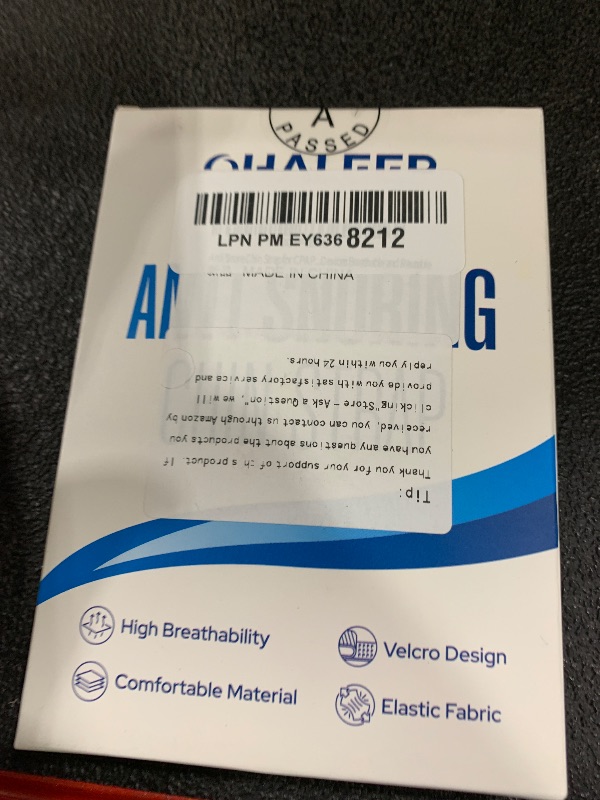 A
PASSED
LPN PM EY636 8212
MADE IN CHINA
ANTI SNORING
Tip:
Thank you for your support of this product. If
you have any questions about the products you
received, you can contact us through Amazon by
clicking "Store - Ask a Question", we will
provide you with satisfactory service and
reply you within 24 hours.
High Breathability
Velcro Design
Comfortable Material
Elastic Fabric